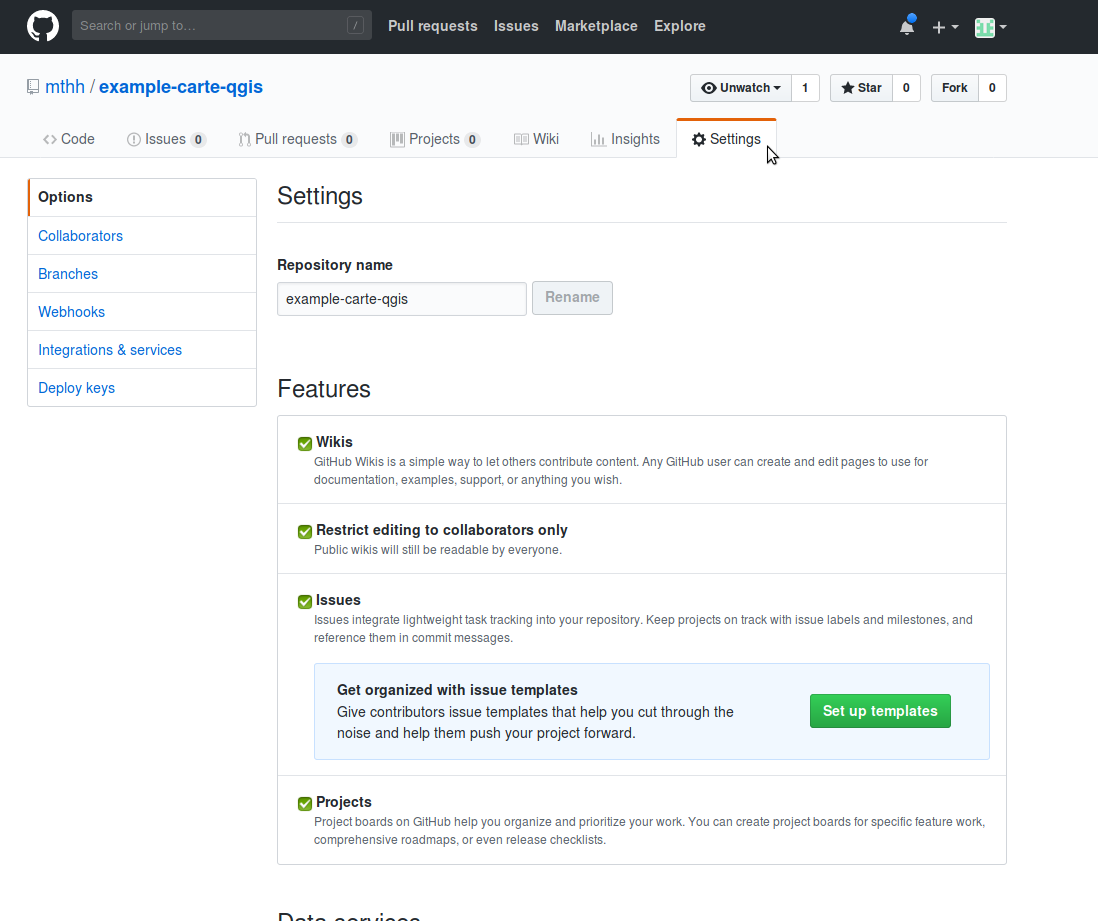 Search or jump to… /
Pull requests Issues Marketplace Explore
mthh / example-carte-qgis
Unwatch 1 Star 0 Fork 0
Code Issues 0 Pull requests 0 Projects 0 Wiki Insights Settings
Options
Collaborators
Branches
Webhooks
Integrations & services
Deploy keys
Settings
Repository name
example-carte-qgis Rename
Features
Wikis
GitHub Wikis is a simple way to let others contribute content. Any GitHub user can create and edit pages to use for
documentation, examples, support, or anything you wish.
Restrict editing to collaborators only
Public wikis will still be readable by everyone.
Issues
Issues integrate lightweight task tracking into your repository. Keep projects on track with issue labels and milestones, and
reference them in commit messages.
Get organized with issue templates
Give contributors issue templates that help you cut through the
noise and help them push your project forward.
Set up templates
Projects
Project boards on GitHub help you organize and prioritize your work. You can create project boards for specific feature work,
comprehensive roadmaps, or even release checklists.
Data services